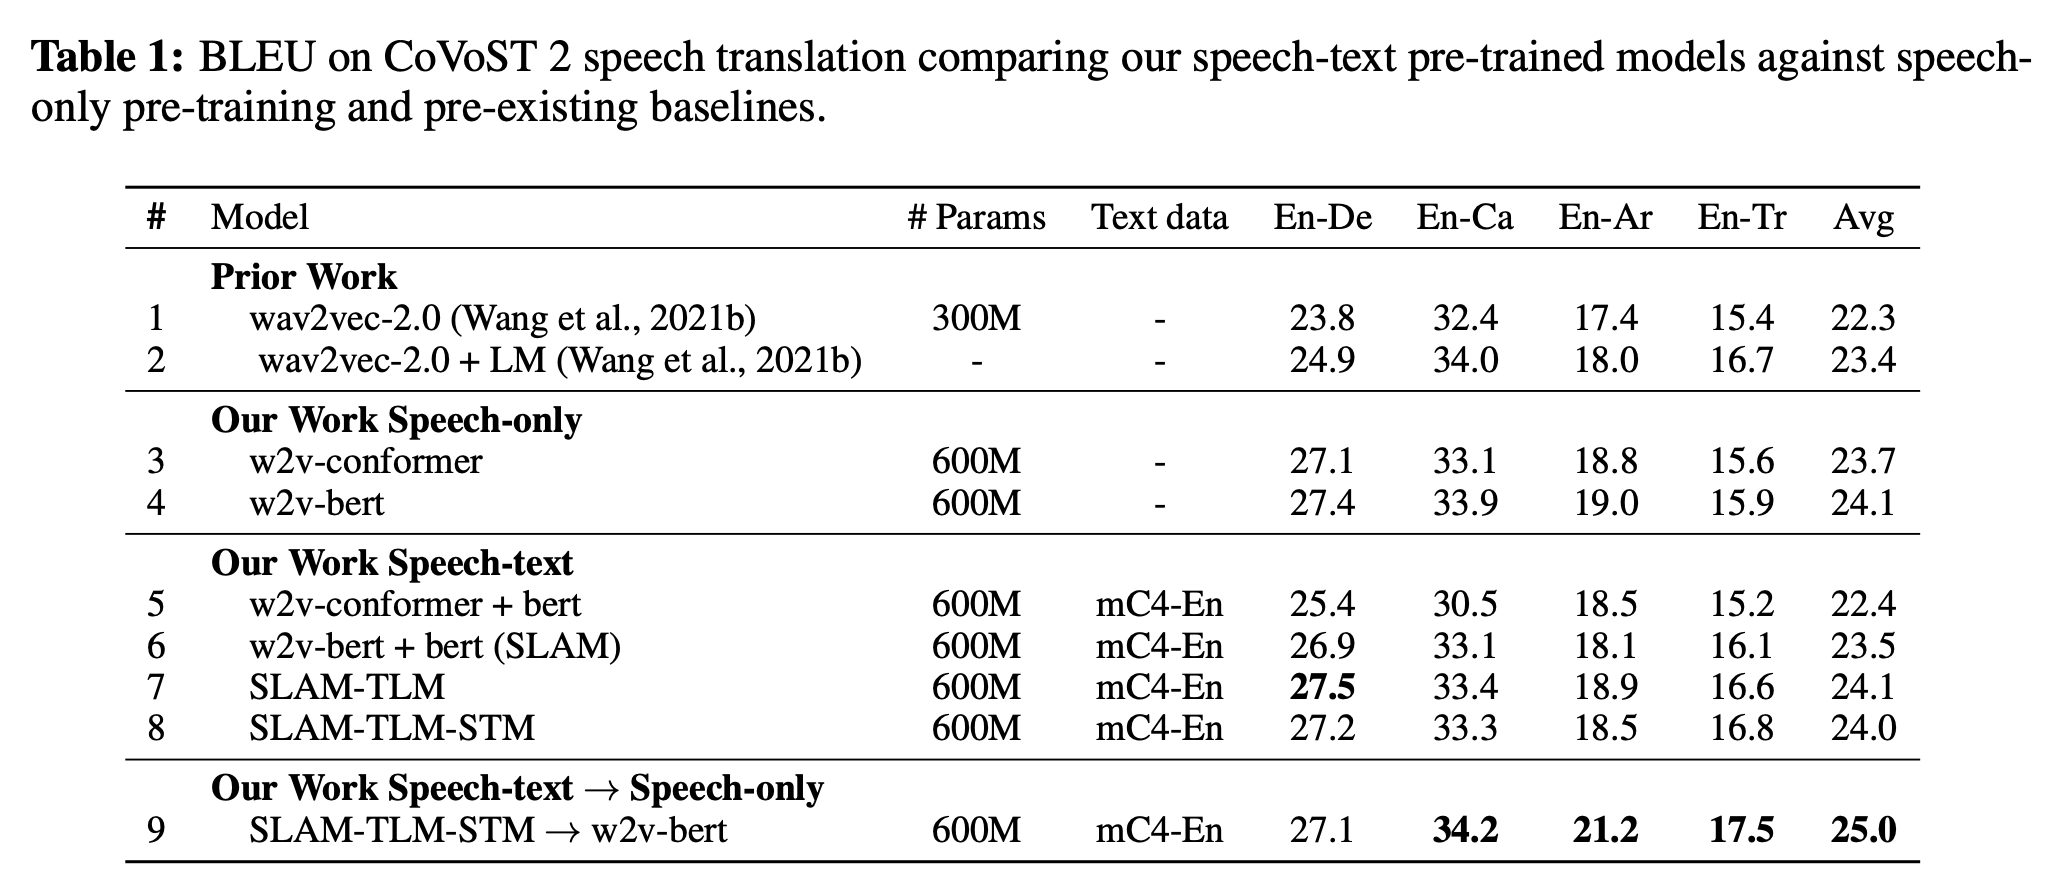 Table 1: BLEU on CoVoST 2 speech translation comparing our speech-text pre-trained models against speech-
only pre-training and pre-existing baselines.
# Model # Params Text data En-De En-Ca En-Ar En-Tr Avg
Prior Work
1 wav2vec-2.0 (Wang et al., 2021b) 300M - 23.8 32.4 17.4 15.4 22.3
2 wav2vec-2.0 + LM (Wang et al., 2021b) - - 24.9 34.0 18.0 16.7 23.4
Our Work Speech-only
3 w2v-conformer 600M - 27.1 33.1 18.8 15.6 23.7
4 w2v-bert 600M - 27.4 33.9 19.0 15.9 24.1
Our Work Speech-text
5 w2v-conformer + bert 600M mC4-En 25.4 30.5 18.5 15.2 22.4
6 w2v-bert + bert (SLAM) 600M mC4-En 26.9 33.1 18.1 16.1 23.5
7 SLAM-TLM 600M mC4-En 27.5 33.4 18.9 16.6 24.1
8 SLAM-TLM-STM 600M mC4-En 27.2 33.3 18.5 16.8 24.0
Our Work Speech-text → Speech-only
9 SLAM-TLM-STM → w2v-bert 600M mC4-En 27.1 34.2 21.2 17.5 25.0